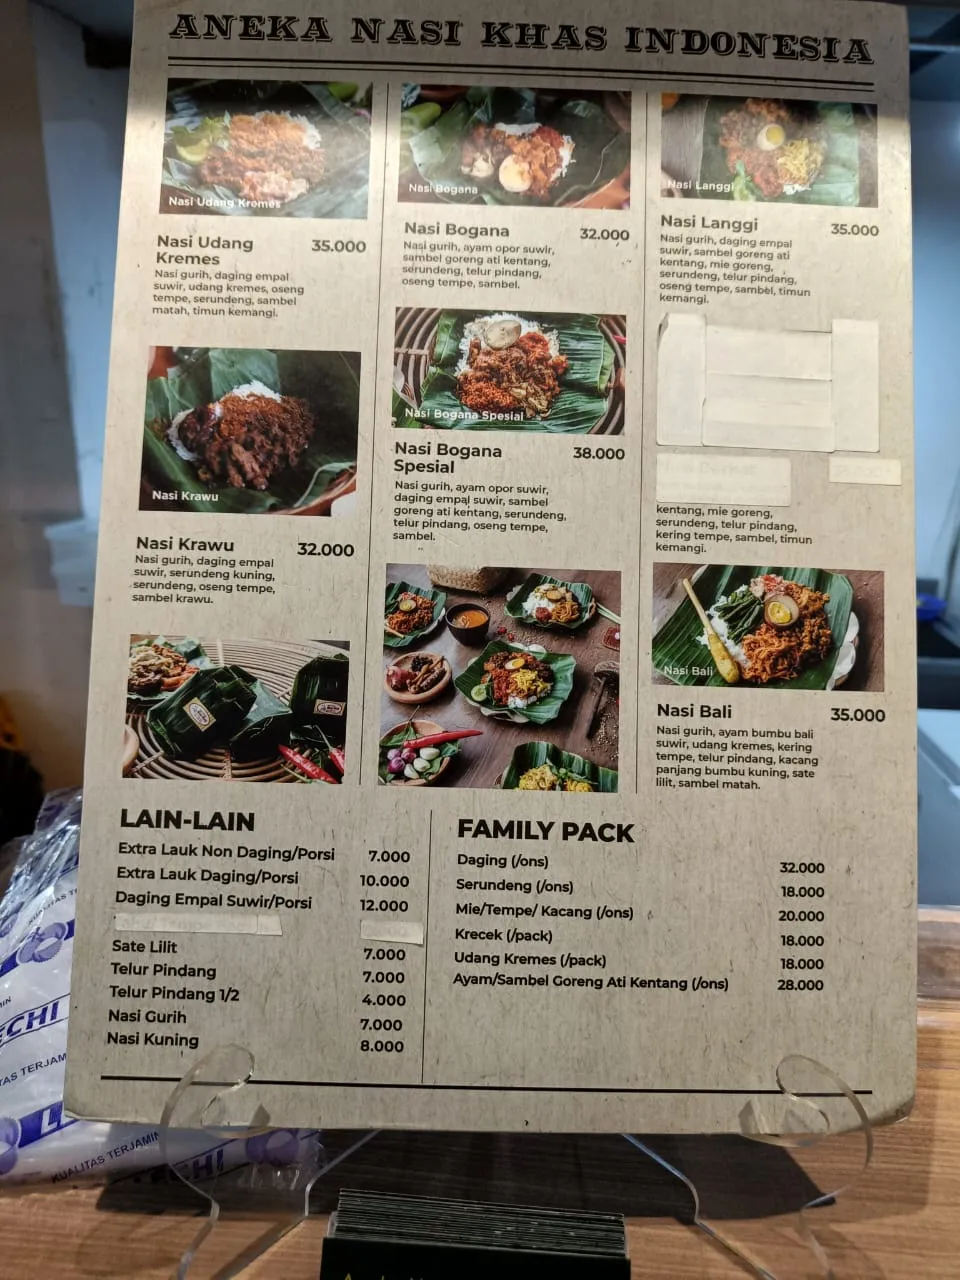 ANEKA NASI KHAS INDONESIA
Nasi Udang Kremes
Nasi Udang
Kremes
35.000
Nasi gurih, daging empal
suwir, udang kremes, oseng
tempe, serundeng, sambel
matah, timun kemangi.
Nasi Krawu
Nasi Krawu
32.000
Nasi gurih, daging empal
suwir, serundeng kuning,
serundeng, oseng tempe,
sambel krawu.
Nasi Bogana
Nasi Bogana
32.000
Nasi gurih, ayam opor suwir,
sambel goreng ati kentang,
serundeng, telur pindang,
oseng tempe, sambel.
Nasi Bogana Spesial
Nasi Bogana
Spesial
38.000
Nasi gurih, ayam opor suwir,
daging empal suwir, sambel
goreng ati kentang, serundeng,
telur pindang, oseng tempe,
sambel.
Nasi Langgi
Nasi Langgi
35.000
Nasi gurih, daging empal
suwir, sambel goreng ati
kentang, mie goreng,
serundeng, telur pindang,
oseng tempe, sambel, timun
kemangi.
kentang, mie goreng,
serundeng, telur pindang,
kering tempe, sambel, timun
kemangi.
Nasi Bali
Nasi Bali
35.000
Nasi gurih, ayam bumbu bali
suwir, udang kremes, kering
tempe, telur pindang, kacang
panjang bumbu kuning, sate
lilit, sambal matah.
LAIN-LAIN
Extra Lauk Non Daging/Porsi 7.000
Extra Lauk Daging/Porsi 10.000
Daging Empal Suwir/Porsi 12.000
Sate Lilit 7.000
Telur Pindang 7.000
Telur Pindang 1/2 4.000
Nasi Gurih 7.000
Nasi Kuning 8.000
FAMILY PACK
Daging (/ons) 32.000
Serundeng (/ons) 18.000
Mie/Tempe/ Kacang (/ons) 20.000
Krecek (/pack) 18.000
Udang Kremes (/pack) 18.000
Ayam/Sambel Goreng Ati Kentang (/ons) 28.000
KUALITAS TERJAMIN